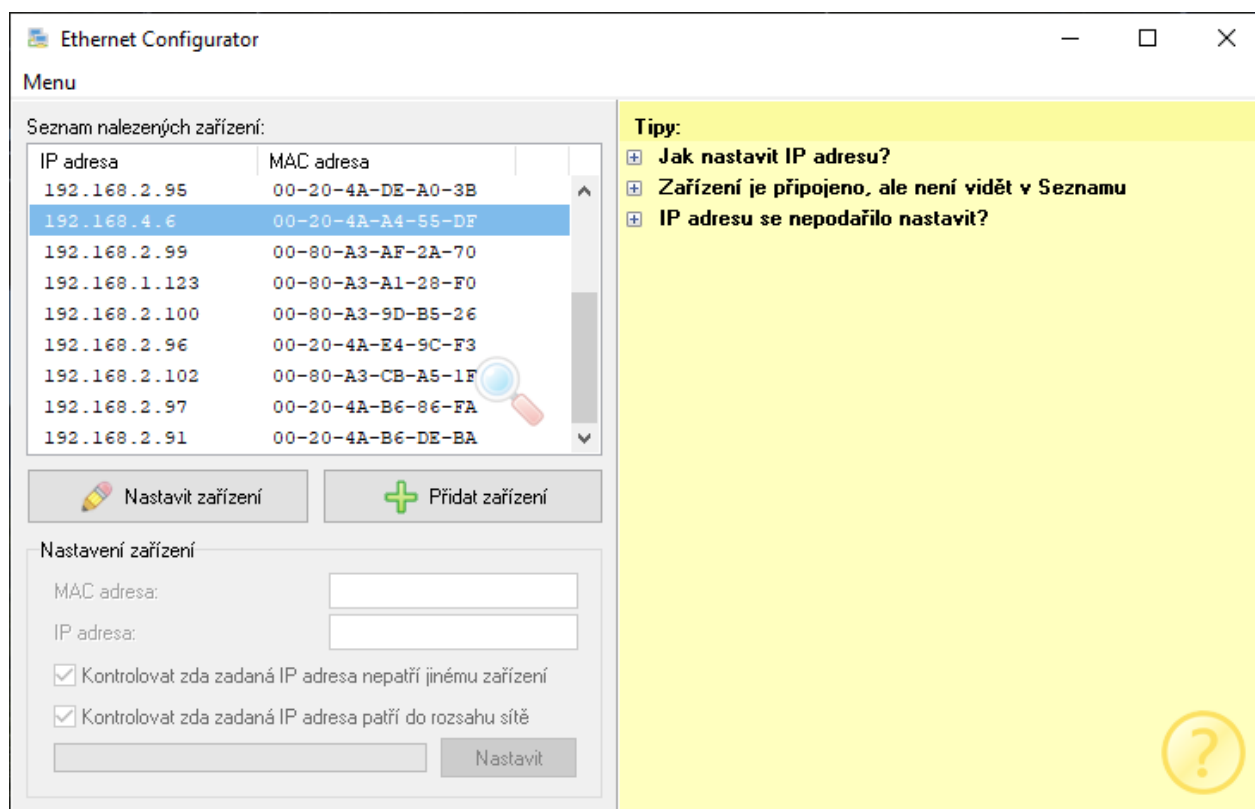 Ethernet Configurator
Menu
Seznam nalezených zařízení:
IP adresa MAC adresa
192.168.2.95 00-20-4A-DE-A0-3B
192.168.4.6 00-20-4A-A4-55-DF
192.168.2.99 00-80-A3-AF-2A-70
192.168.1.123 00-80-A3-A1-28-F0
192.168.2.100 00-80-A3-9D-B5-26
192.168.2.96 00-20-4A-E4-9C-F3
192.168.2.102 00-80-A3-CB-A5-1F
192.168.2.97 00-20-4A-B6-86-FA
192.168.2.91 00-20-4A-B6-DE-BA
Nastavit zařízení Přidat zařízení
Nastavení zařízení
MAC adresa:
IP adresa:
Kontrolovat zda zadaná IP adresa nepatří jinému zařízení
Kontrolovat zda zadaná IP adresa patří do rozsahu sítě
Nastavit
Tipy:
Jak nastavit IP adresu?
Zařízení je připojeno, ale není vidět v Seznamu
IP adresu se nepodařilo nastavit?
?